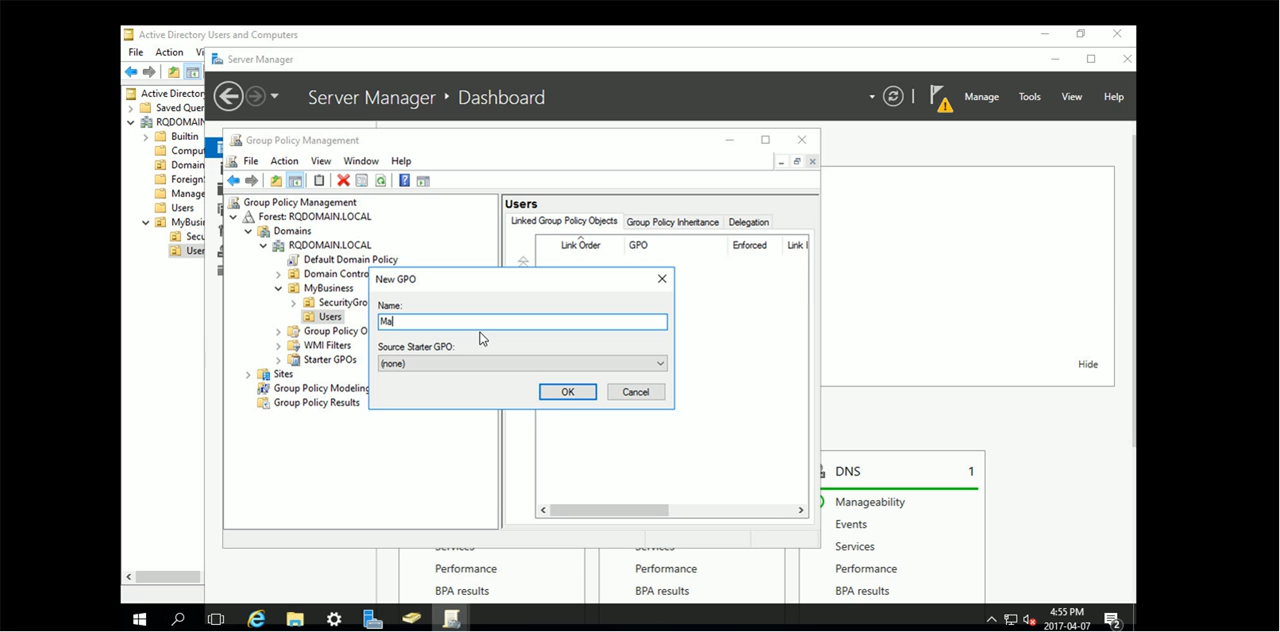 Active Directory Users and Computers
File Action Vi
Active Directory
Saved Quer
RQDOMAIN
Builtin
Compu
Domain
Foreign
Manage
Users
MyBusi
Secu
User
Server Manager
Server Manager ‣ Dashboard
Manage Tools View Help
Group Policy Management
File Action View Window Help
Group Policy Management
Forest: RQDOMAIN.LOCAL
Domains
RQDOMAIN.LOCAL
Default Domain Policy
Domain Contro
MyBusiness
SecurityGro
Users
Group Policy O
WMI Filters
Starter GPOs
Sites
Group Policy Modeling
Group Policy Results
Users
Linked Group Policy Objects Group Policy Inheritance Delegation
Link Order GPO Enforced Link
New GPO
Name:
Ma
Source Starter GPO:
(none)
OK Cancel
Hide
Services
Performance
BPA results
Services
Performance
BPA results
DNS 1
Manageability
Events
Services
Performance
BPA results
4:55 PM
2017-04-07
2